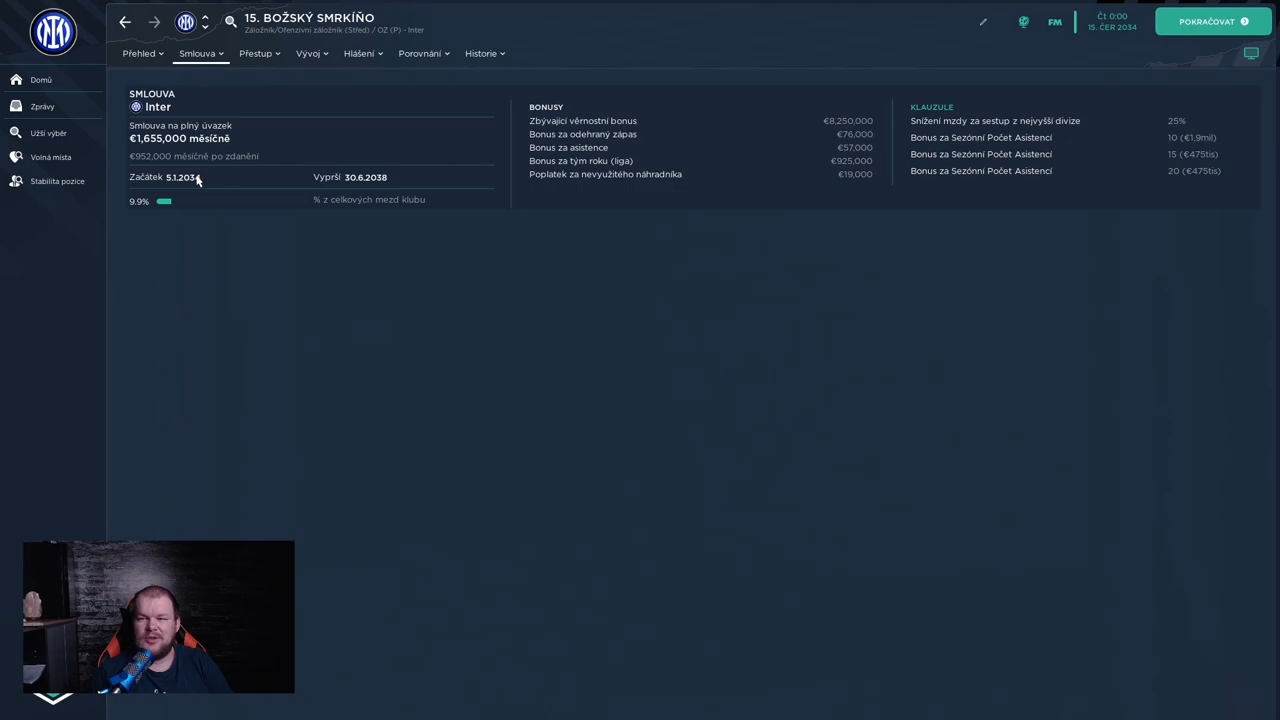 15. BOŽSKÝ SMRKÍŇO
Záložník/Ofenzivní záložník (Střed) / OZ (P) - Inter
FM
Čt 0:00
15. ČER 2034
POKRAČOVAT
Přehled
Smlouva
Přestup
Vývoj
Hlášení
Porovnání
Historie
Domů
Zprávy
Užší výběr
Volná místa
Stabilita pozice
SMLOUVA
Inter
Smlouva na plný úvazek
€1,655,000 měsíčně
€952,000 měsíčně po zdanění
Začátek 5.1.2034
Vyprší 30.6.2038
9.9%
% z celkových mezd klubu
BONUSY
Zbývající věrnostní bonus €8,250,000
Bonus za odehraný zápas €76,000
Bonus za asistence €57,000
Bonus za tým roku (liga) €925,000
Poplatek za nevyužitého náhradníka €19,000
KLAUZULE
Snížení mzdy za sestup z nejvyšší divize 25%
Bonus za Sezónní Počet Asistencí 10 (€1,9mil)
Bonus za Sezónní Počet Asistencí 15 (€475tis)
Bonus za Sezónní Počet Asistencí 20 (€475tis)